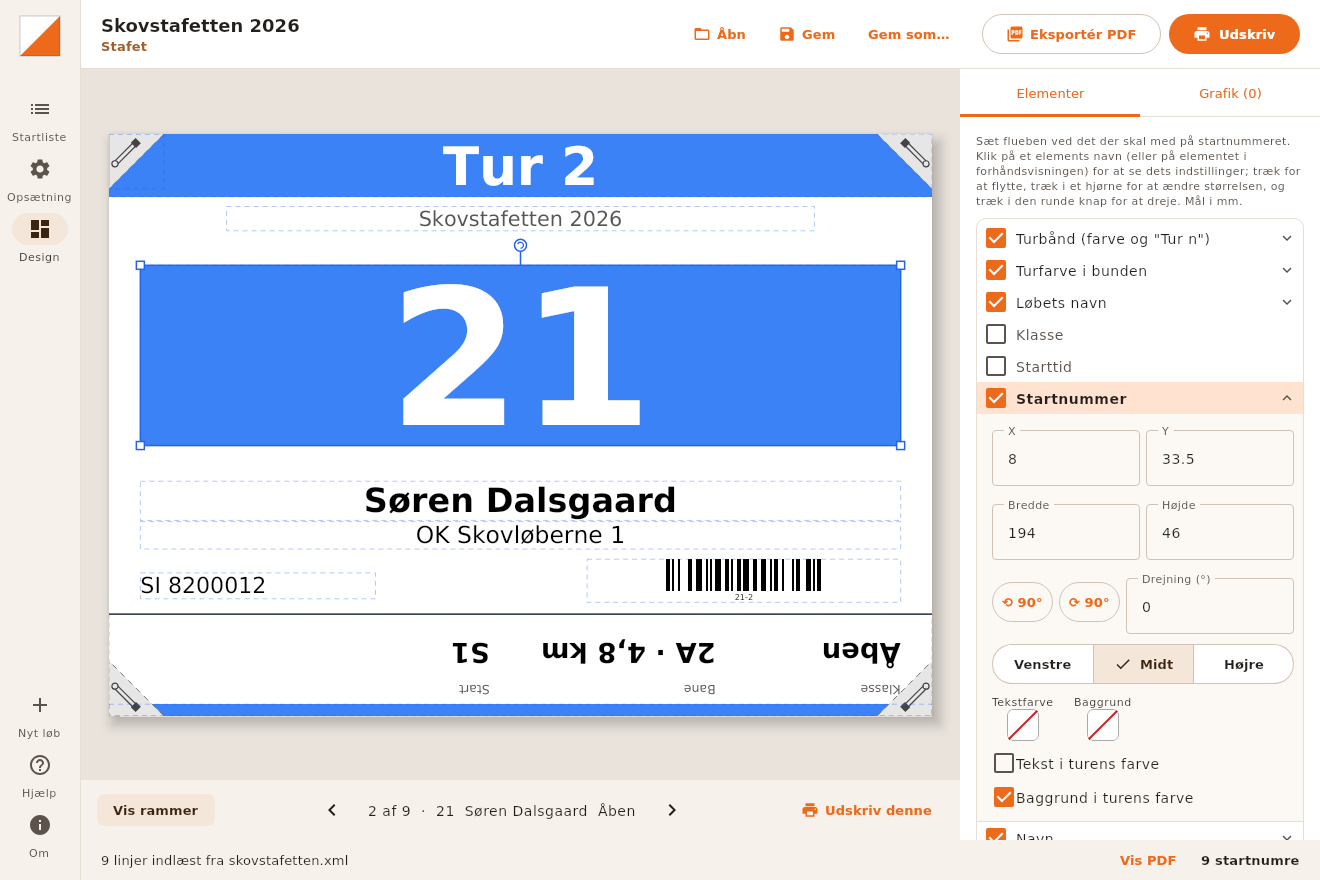 Skovstafetten 2026
Stafet
Åbn
Gem
Gem som...
PDF
Eksportér PDF
Udskriv
Startliste
Opsætning
Design
Nyt løb
Hjælp
Om
Tur 2
Skovstafetten 2026
21
Søren Dalsgaard
OK Skovløberne 1
SI 8200012
21-2
Åben
2A · 4,8 km
S1
Klasse
Bane
Start
Vis rammer
2 af 9 · 21 Søren Dalsgaard Åben
Udskriv denne
9 linjer indlæst fra skovstafetten.xml
Vis PDF
9 startnumre
Elementer
Grafik (0)
Sæt flueben ved det der skal med på startnummeret.
Klik på et elements navn (eller på elementet i
forhåndsvisningen) for at se dets indstillinger; træk for
at flytte, træk i et hjørne for at ændre størrelsen, og
træk i den runde knap for at dreje. Mål i mm.
Turbånd (farve og "Tur n")
Turfarve i bunden
Løbets navn
Klasse
Starttid
Startnummer
X
8
Y
33.5
Bredde
194
Højde
46
⟲ 90°
⟳ 90°
Drejning (°)
0
Venstre
Midt
Højre
Tekstfarve
Baggrund
Tekst i turens farve
Baggrund i turens farve
Navn